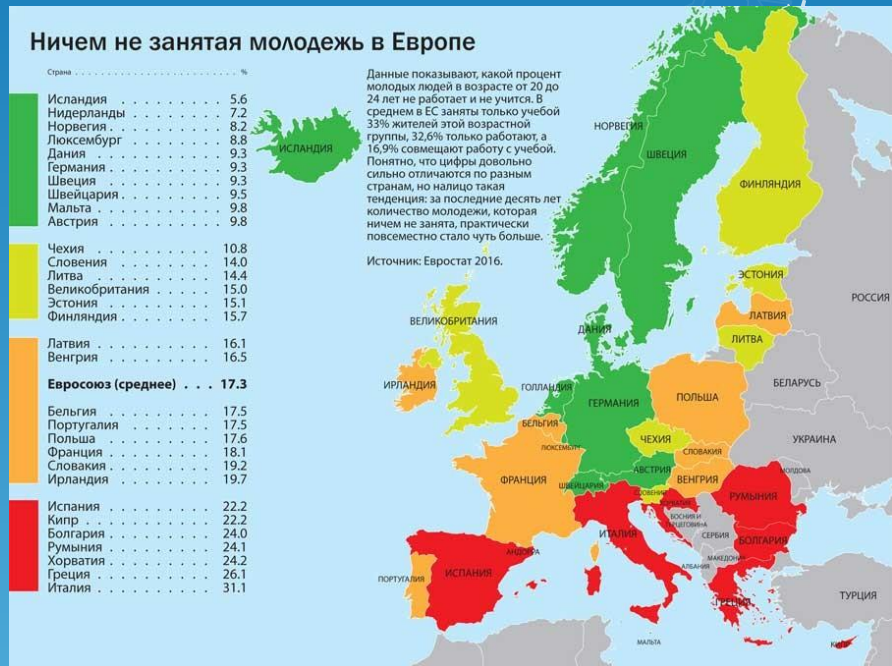 Ничем не занятая молодежь в Европе
Страна . . . . . . . . . . . . . . . . . . . . . . . %
Исландия . . . . . . . . . 5.6
Нидерланды . . . . . . . 7.2
Норвегия . . . . . . . . . 8.2
Люксембург . . . . . . . 8.8
Дания . . . . . . . . . . . 9.3
Германия . . . . . . . . . 9.3
Швеция . . . . . . . . . . 9.3
Швейцария . . . . . . . . 9.5
Мальта . . . . . . . . . . 9.8
Австрия . . . . . . . . . . 9.8
Чехия . . . . . . . . . . . 10.8
Словения . . . . . . . . . 14.0
Литва . . . . . . . . . . . 14.4
Великобритания . . . . . 15.0
Эстония . . . . . . . . . . 15.1
Финляндия . . . . . . . . 15.7
Латвия . . . . . . . . . . 16.1
Венгрия . . . . . . . . . . 16.5
Евросоюз (среднее) . . . 17.3
Бельгия . . . . . . . . . . 17.5
Португалия . . . . . . . . 17.5
Польша . . . . . . . . . . 17.6
Франция . . . . . . . . . 18.1
Словакия . . . . . . . . . 19.2
Ирландия . . . . . . . . . 19.7
Испания . . . . . . . . . . 22.2
Кипр . . . . . . . . . . . 22.2
Болгария . . . . . . . . . 24.0
Румыния . . . . . . . . . 24.1
Хорватия . . . . . . . . . 24.2
Греция . . . . . . . . . . 26.1
Италия . . . . . . . . . . 31.1
Данные показывают, какой процент
молодых людей в возрасте от 20 до
24 лет не работает и не учится. В
среднем в ЕС заняты только учебой
33% жителей этой возрастной
группы, 32,6% только работают, а
16,9% совмещают работу с учебой.
Понятно, что цифры довольно
сильно отличаются по разным
странам, но налицо такая
тенденция: за последние десять лет
количество молодежи, которая
ничем не занята, практически
повсеместно стало чуть больше.
Источник: Евростат 2016.
ИСЛАНДИЯ
НОРВЕГИЯ
ШВЕЦИЯ
ФИНЛЯНДИЯ
ЭСТОНИЯ
РОССИЯ
ЛАТВИЯ
ВЕЛИКОБРИТАНИЯ
ДАНИЯ
ЛИТВА
ИРЛАНДИЯ
ГОЛЛАНДИЯ
БЕЛАРУСЬ
ГЕРМАНИЯ
ПОЛЬША
БЕЛЬГИЯ
ЛЮКСЕМБУРГ
ЧЕХИЯ
УКРАИНА
СЛОВАКИЯ
ФРАНЦИЯ
ШВЕЙЦАРИЯ
АВСТРИЯ
ВЕНГРИЯ
МОЛДОВА
СЛОВЕНИЯ
ХОРВАТИЯ
РУМЫНИЯ
БОСНИЯ И
ГЕРЦЕГОВИНА
ИТАЛИЯ
СЕРБИЯ
БОЛГАРИЯ
АНДОРРА
МАКЕДОНИЯ
АЛБАНИЯ
ПОРТУГАЛИЯ
ИСПАНИЯ
ГРЕЦИЯ
ТУРЦИЯ
МАЛЬТА
КИПР